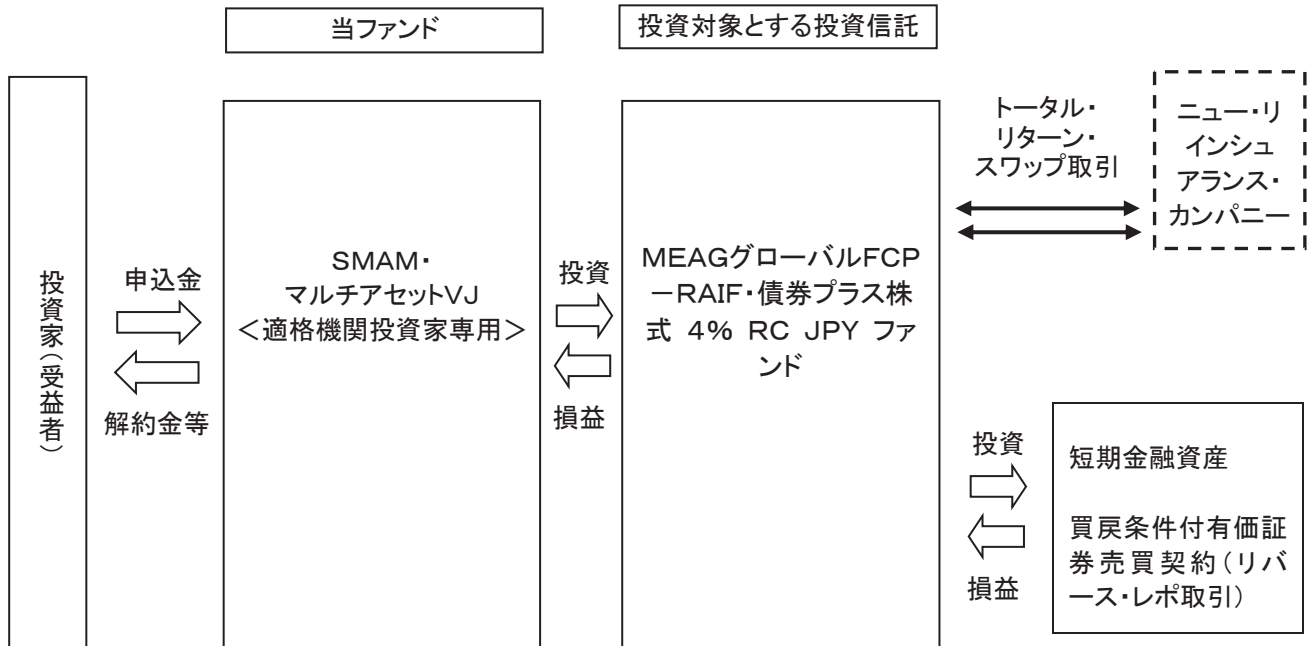 当ファンド
投資対象とする投資信託
投資家（受益者）
申込金
解約金等
SMAM・
マルチアセットVJ
＜適格機関投資家専用＞
投資
損益
MEAGグローバルFCP
－RAIF・債券プラス株
式 4% RC JPY ファ
ンド
トータル・
リターン・
スワップ取引
ニュー・リ
インシュ
アランス・
カンパニー
投資
損益
短期金融資産
買戻条件付有価証
券売買契約（リバ
ース・レポ取引）